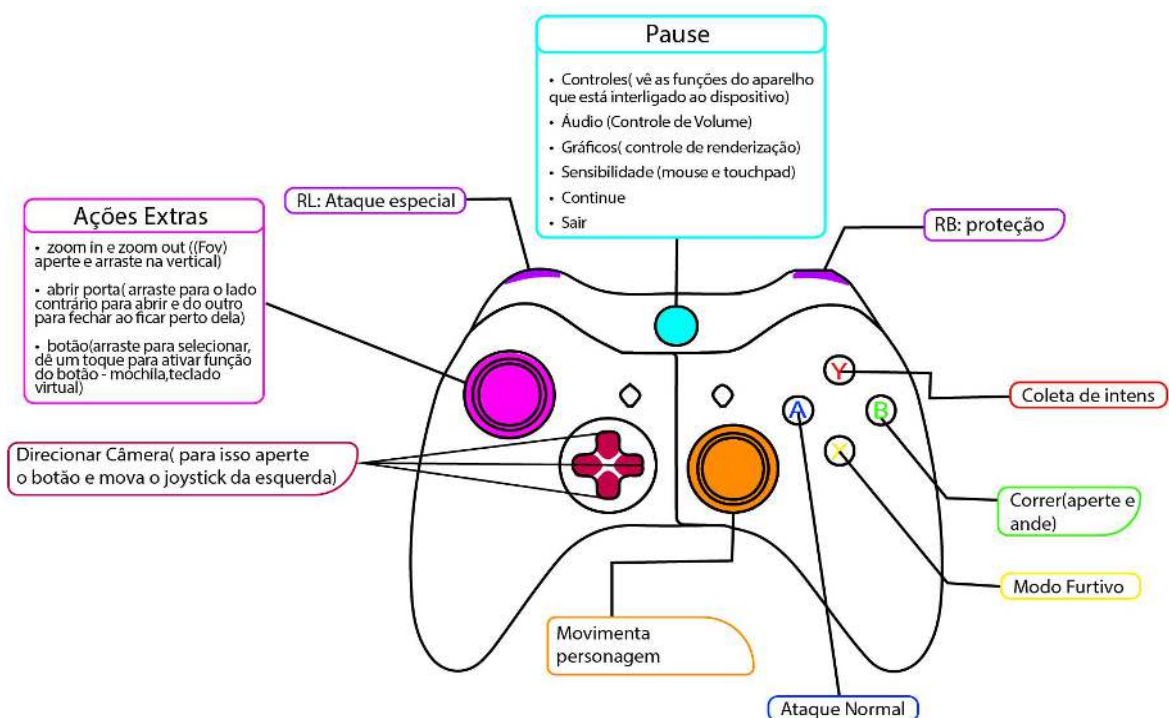 Pause
• Controles( vê as funções do aparelho
que está interligado ao dispositivo)
• Áudio (Controle de Volume)
• Gráficos( controle de renderização)
• Sensibilidade (mouse e touchpad)
• Continue
• Sair
RL: Ataque especial
RB: proteção
Ações Extras
• zoom in e zoom out ((Fov)
aperte e arraste na vertical)
• abrir porta( arraste para o lado
contrário para abrir e do outro
para fechar ao ficar perto dela)
• botão(arraste para selecionar,
dê um toque para ativar função
do botão - mochila,teclado
virtual)
Y
A
B
X
Coleta de intens
Direcionar Câmera( para isso aperte
o botão e mova o joystick da esquerda)
Correr(aperte e
ande)
Modo Furtivo
Movimenta
personagem
Ataque Normal